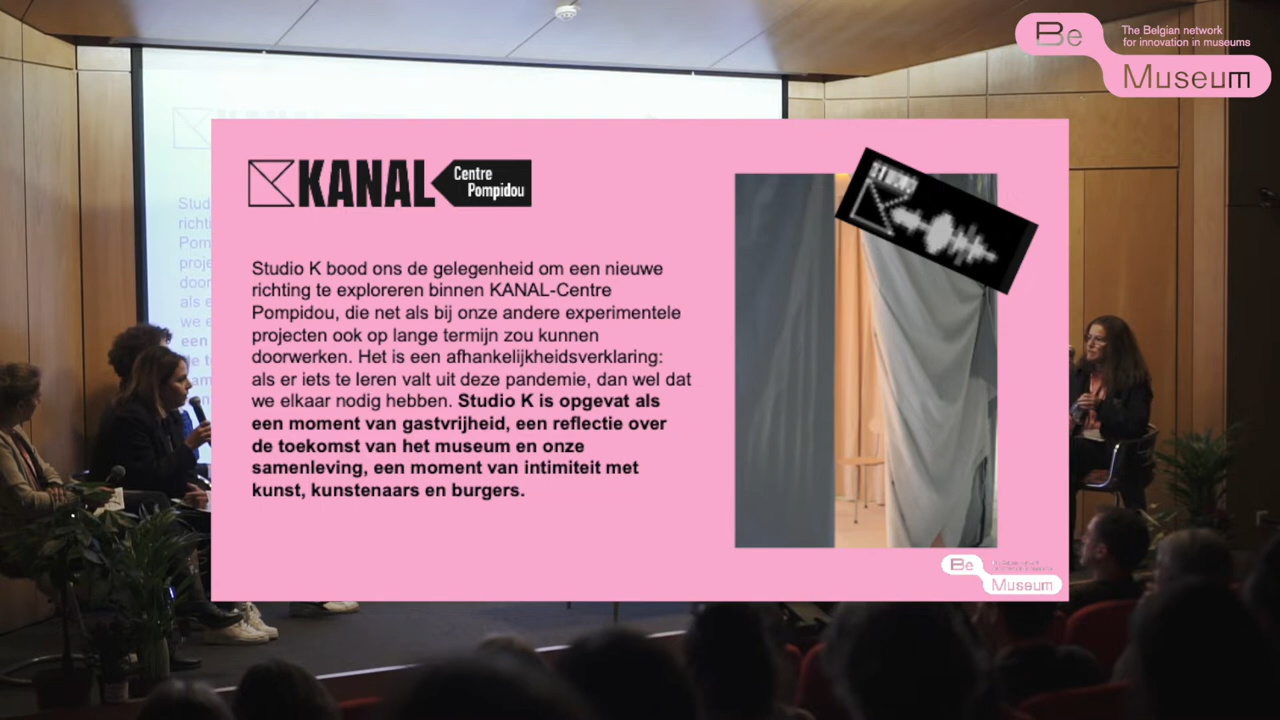 Be
The Belgian network
for innovation in museums
Museum
KANAL
Centre
Pompidou
STUDIO
K
Studio K bood ons de gelegenheid om een nieuwe
richting te exploreren binnen KANAL-Centre
Pompidou, die net als bij onze andere experimentele
projecten ook op lange termijn zou kunnen
doorwerken. Het is een afhankelijkheidsverklaring:
als er iets te leren valt uit deze pandemie, dan wel dat
we elkaar nodig hebben. Studio K is opgevat als
een moment van gastvrijheid, een reflectie over
de toekomst van het museum en onze
samenleving, een moment van intimiteit met
kunst, kunstenaars en burgers.
Be
Museum